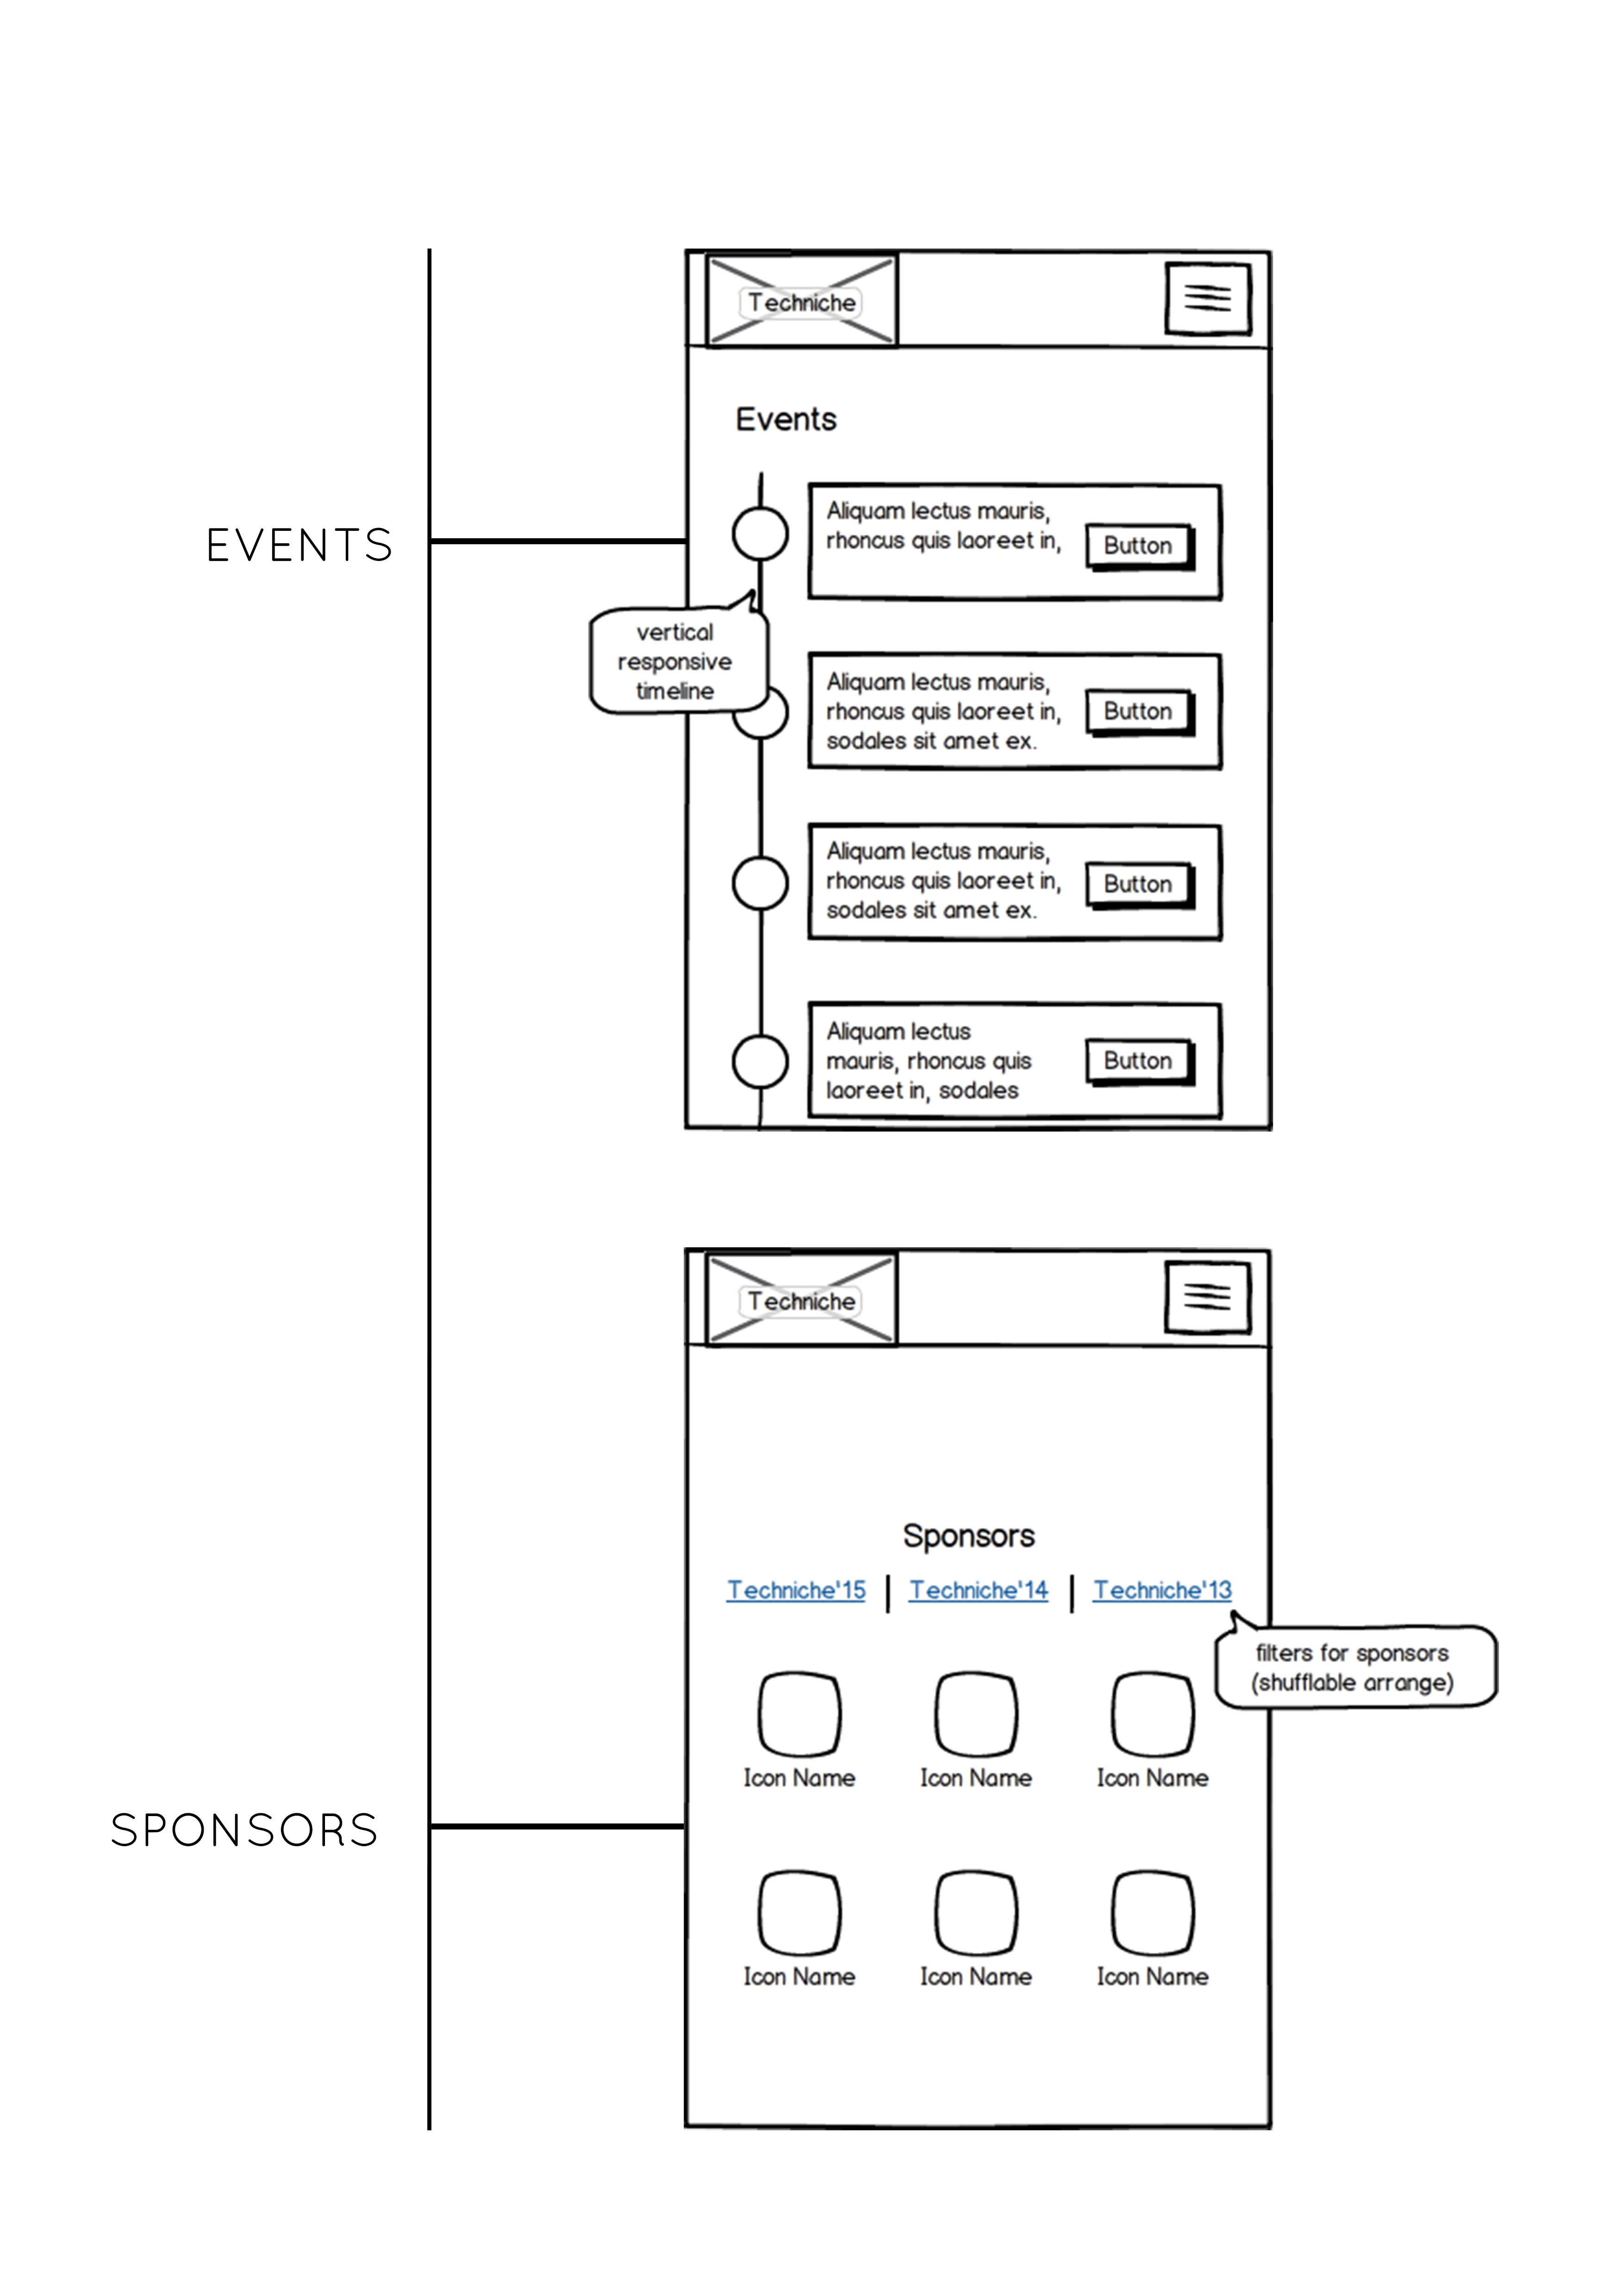 Techniche
Events
EVENTS
Aliquam lectus mauris,
rhoncus quis laoreet in,
Button
vertical
responsive
timeline
Aliquam lectus mauris,
rhoncus quis laoreet in,
sodales sit amet ex.
Button
Aliquam lectus mauris,
rhoncus quis laoreet in,
sodales sit amet ex.
Button
Aliquam lectus
mauris, rhoncus quis
laoreet in, sodales
Button
Techniche
Sponsors
Techniche'15 | Techniche'14 | Techniche'13
filters for sponsors
(shufflable arrange)
Icon Name Icon Name Icon Name
SPONSORS
Icon Name Icon Name Icon Name